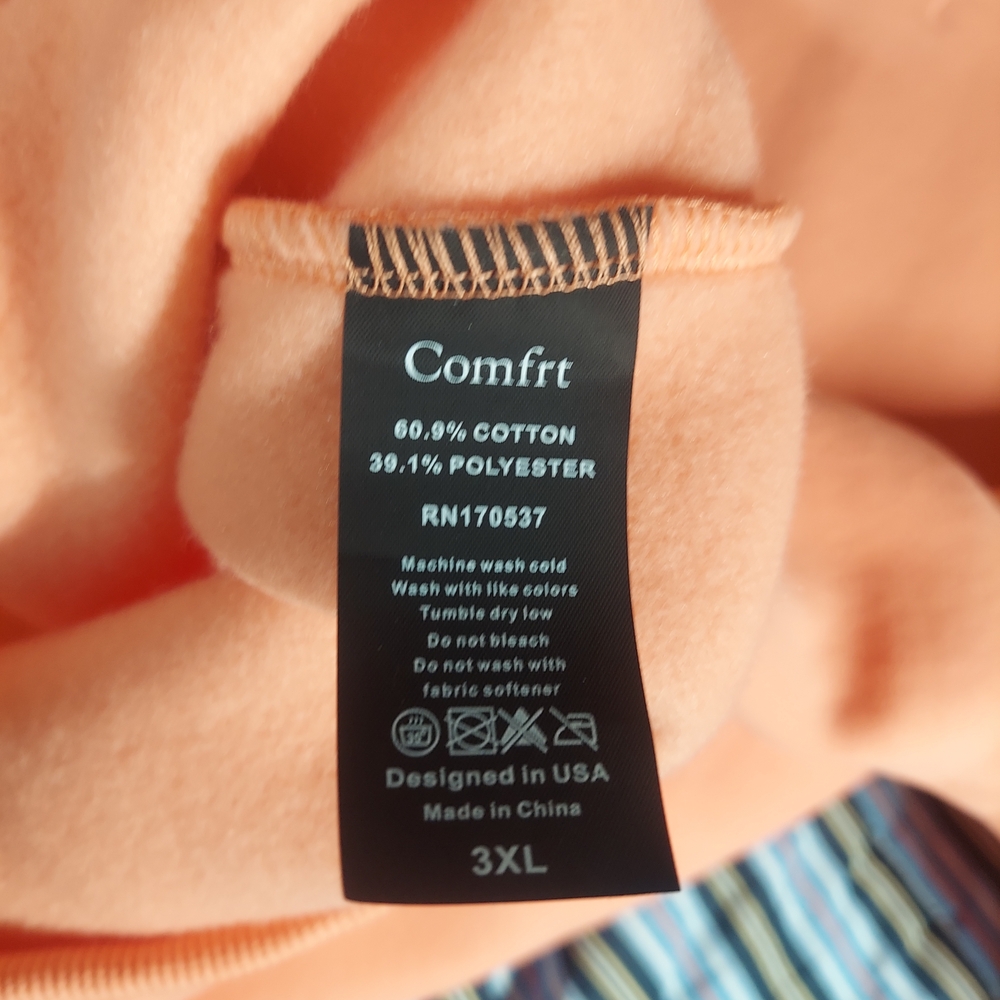 Comfrt
60.9% COTTON
39.1% POLYESTER
RN170537
Machine wash cold
Wash with like colors
Tumble dry low
Do not bleach
Do not wash with
fabric softener
30°
Designed in USA
Made in China
3XL